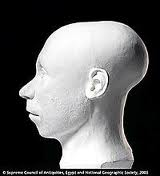 © Supreme Council of Antiquities, Egypt and National Geographic Society, 2005